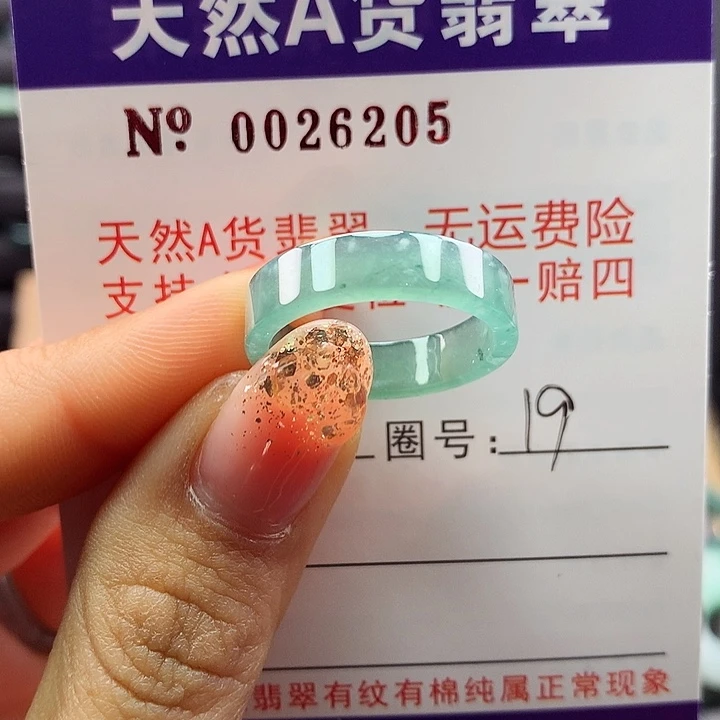 天然A货翡翠
Nº 0026205
天然A货翡翠 无运费险
支持 一赔四
圈号: 19
翡翠有纹有棉纯属正常现象